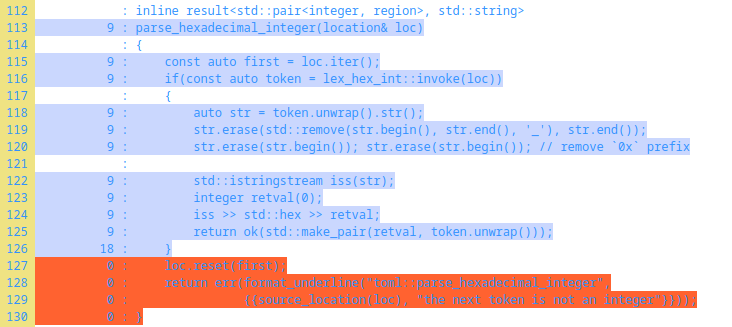 112 : inline result<std::pair<integer, region>, std::string>
113 9 : parse_hexadecimal_integer(location& loc)
114 : {
115 9 : const auto first = loc.iter();
116 9 : if(const auto token = lex_hex_int::invoke(loc))
117 : {
118 9 : auto str = token.unwrap().str();
119 9 : str.erase(std::remove(str.begin(), str.end(), '_'), str.end());
120 9 : str.erase(str.begin()); str.erase(str.begin()); // remove `0x` prefix
121 :
122 9 : std::istringstream iss(str);
123 9 : integer retval(0);
124 9 : iss >> std::hex >> retval;
125 9 : return ok(std::make_pair(retval, token.unwrap()));
126 18 : }
127 0 : loc.reset(first);
128 0 : return err(format_underline("toml::parse_hexadecimal_integer",
129 0 : {{source_location(loc), "the next token is not an integer"}}));
130 0 : }